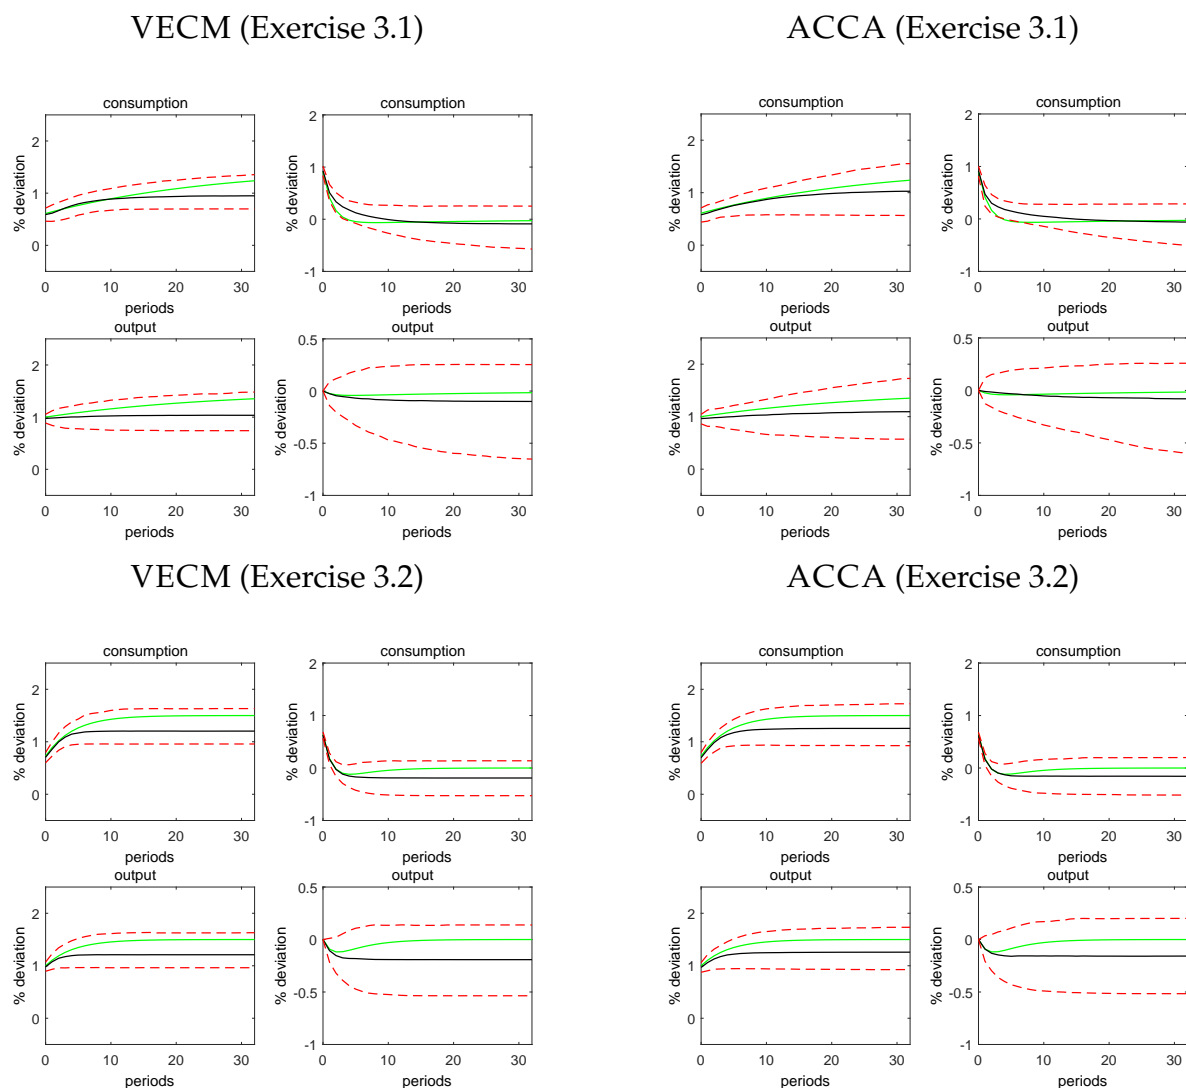 VECM (Exercise 3.1)
ACCA (Exercise 3.1)
consumption
consumption
% deviation
2
1
0
0
10
20
30
periods
% deviation
2
1
0
-1
0
10
20
30
periods
output
output
% deviation
2
1
0
0
10
20
30
periods
% deviation
0.5
0
-0.5
-1
0
10
20
30
periods
consumption
consumption
% deviation
2
1
0
0
10
20
30
periods
% deviation
2
1
0
-1
0
10
20
30
periods
output
output
% deviation
2
1
0
0
10
20
30
periods
% deviation
0.5
0
-0.5
-1
0
10
20
30
periods
VECM (Exercise 3.2)
ACCA (Exercise 3.2)
consumption
consumption
% deviation
2
1
0
0
10
20
30
periods
% deviation
2
1
0
-1
0
10
20
30
periods
output
output
% deviation
2
1
0
0
10
20
30
periods
% deviation
0.5
0
-0.5
-1
0
10
20
30
periods
consumption
consumption
% deviation
2
1
0
0
10
20
30
periods
% deviation
2
1
0
-1
0
10
20
30
periods
output
output
% deviation
2
1
0
0
10
20
30
periods
% deviation
0.5
0
-0.5
-1
0
10
20
30
periods